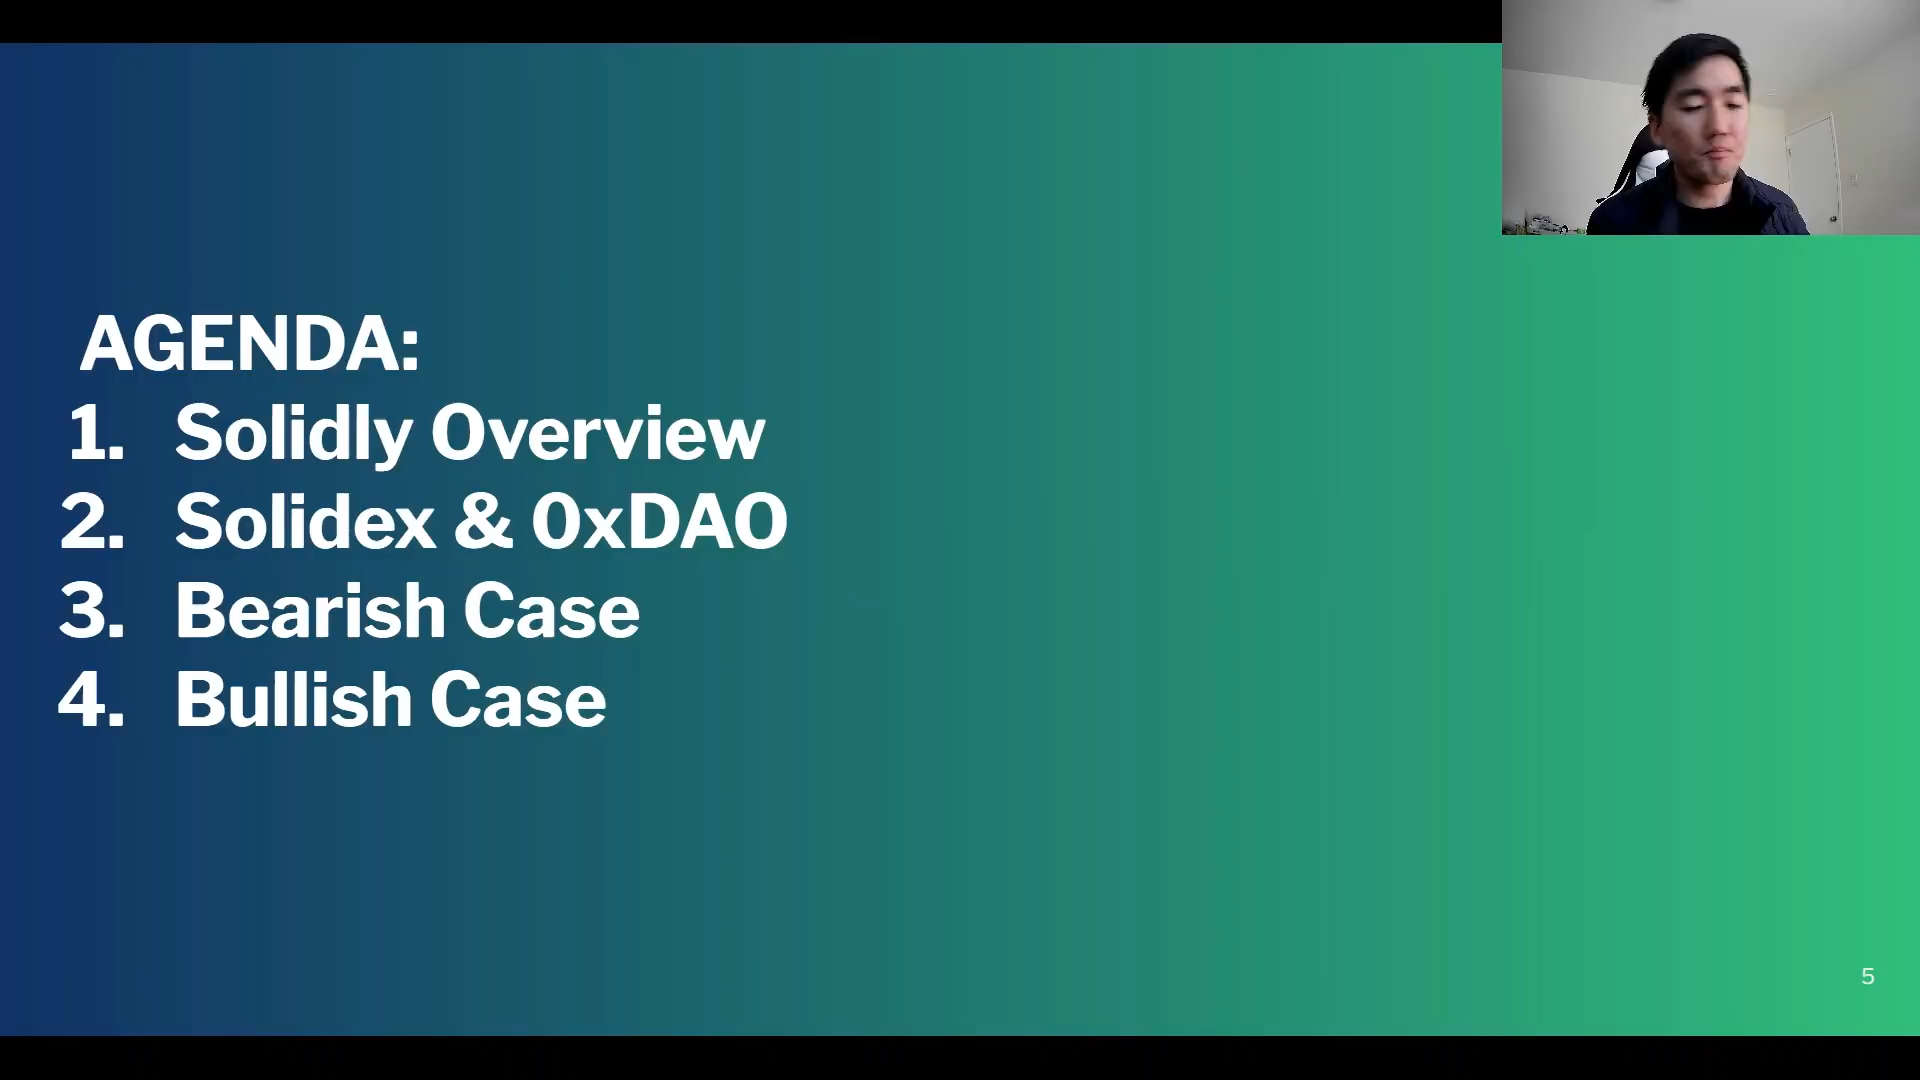 AGENDA:
1. Solidly Overview
2. Solidex & 0xDAO
3. Bearish Case
4. Bullish Case
5